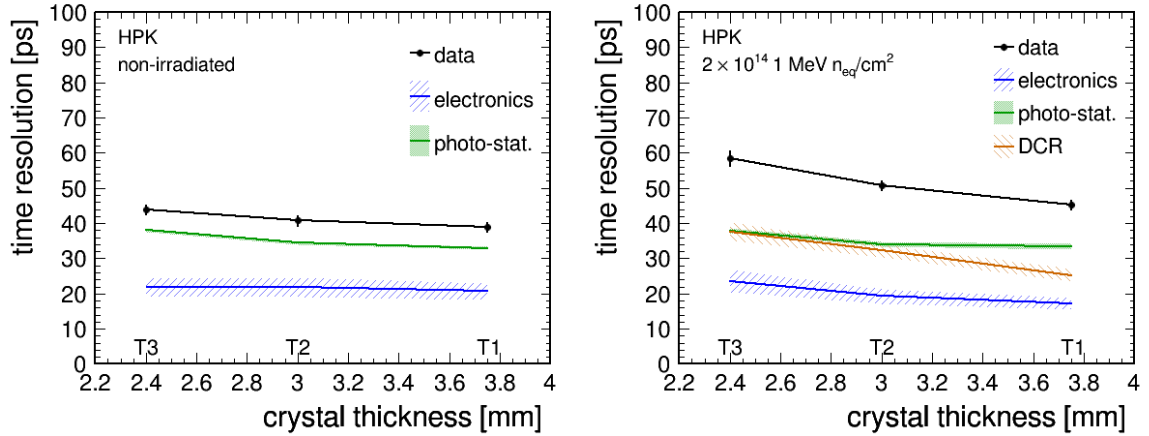 time resolution [ps]
100
90
80
70
60
50
40
30
20
10
0
HPK
non-irradiated
data
electronics
photo-stat.
T3 T2 T1
2.2 2.4 2.6 2.8 3 3.2 3.4 3.6 3.8 4
crystal thickness [mm]
time resolution [ps]
100
90
80
70
60
50
40
30
20
10
0
HPK
2 × 10¹⁴ 1 MeV n_eq/cm²
data
electronics
photo-stat.
DCR
T3 T2 T1
2.2 2.4 2.6 2.8 3 3.2 3.4 3.6 3.8 4
crystal thickness [mm]